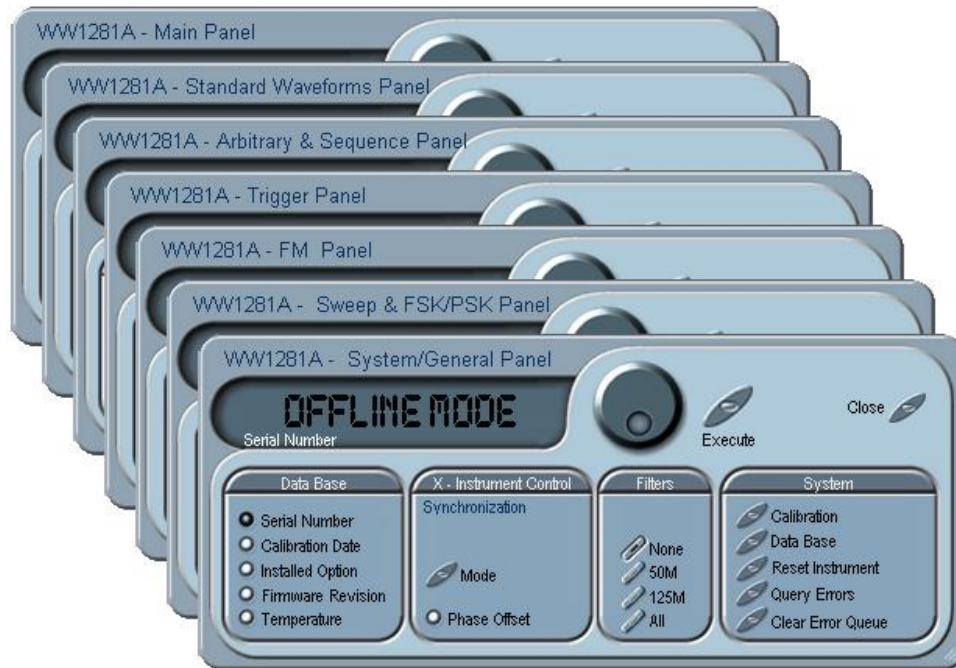 WW1281A - Main Panel
WW1281A - Standard Waveforms Panel
WW1281A - Arbitrary & Sequence Panel
WW1281A - Trigger Panel
WW1281A - FM Panel
WW1281A - Sweep & FSK/PSK Panel
WW1281A - System/General Panel
OFFLINE MODE
Serial Number
Execute
Close
Data Base
Serial Number
Calibration Date
Installed Option
Firmware Revision
Temperature
X - Instrument Control
Synchronization
Mode
Phase Offset
Filters
None
50M
125M
All
System
Calibration
Data Base
Reset Instrument
Query Errors
Clear Error Queue